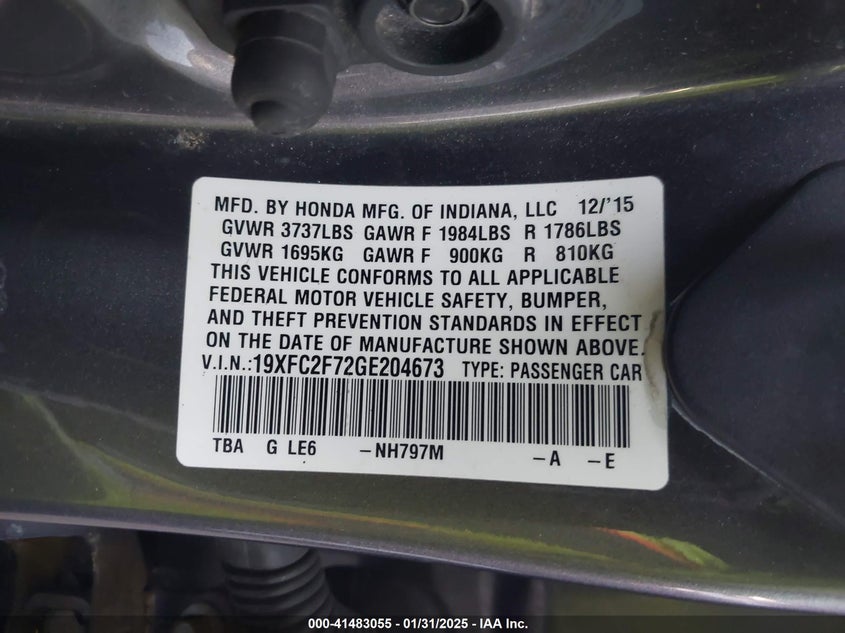 MFD. BY HONDA MFG. OF INDIANA, LLC 12/'15
GVWR 3737LBS GAWR F 1984LBS R 1786LBS
GVWR 1695KG GAWR F 900KG R 810KG
THIS VEHICLE CONFORMS TO ALL APPLICABLE
FEDERAL MOTOR VEHICLE SAFETY, BUMPER,
AND THEFT PREVENTION STANDARDS IN EFFECT
ON THE DATE OF MANUFACTURE SHOWN ABOVE.
V.I.N.:19XFC2F72GE204673 TYPE: PASSENGER CAR
TBA G LE6 –NH797M –A –E
000-41483055 - 01/31/2025 - © IAA Inc.